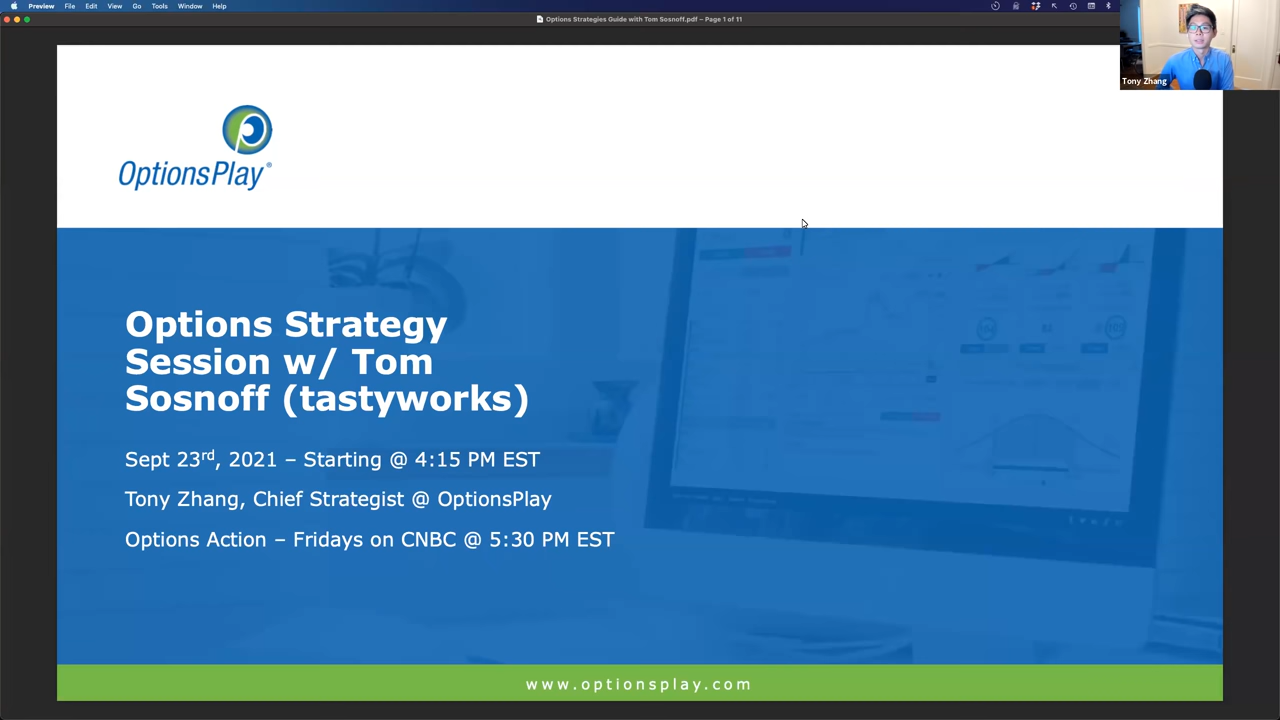 Preview File Edit View Go Tools Window Help
Options Strategies Guide with Tom Sosnoff.pdf – Page 1 of 11
Tony Zhang
OptionsPlay®
Options Strategy
Session w/ Tom
Sosnoff (tastyworks)
Sept 23rd, 2021 – Starting @ 4:15 PM EST
Tony Zhang, Chief Strategist @ OptionsPlay
Options Action – Fridays on CNBC @ 5:30 PM EST
www.optionsplay.com